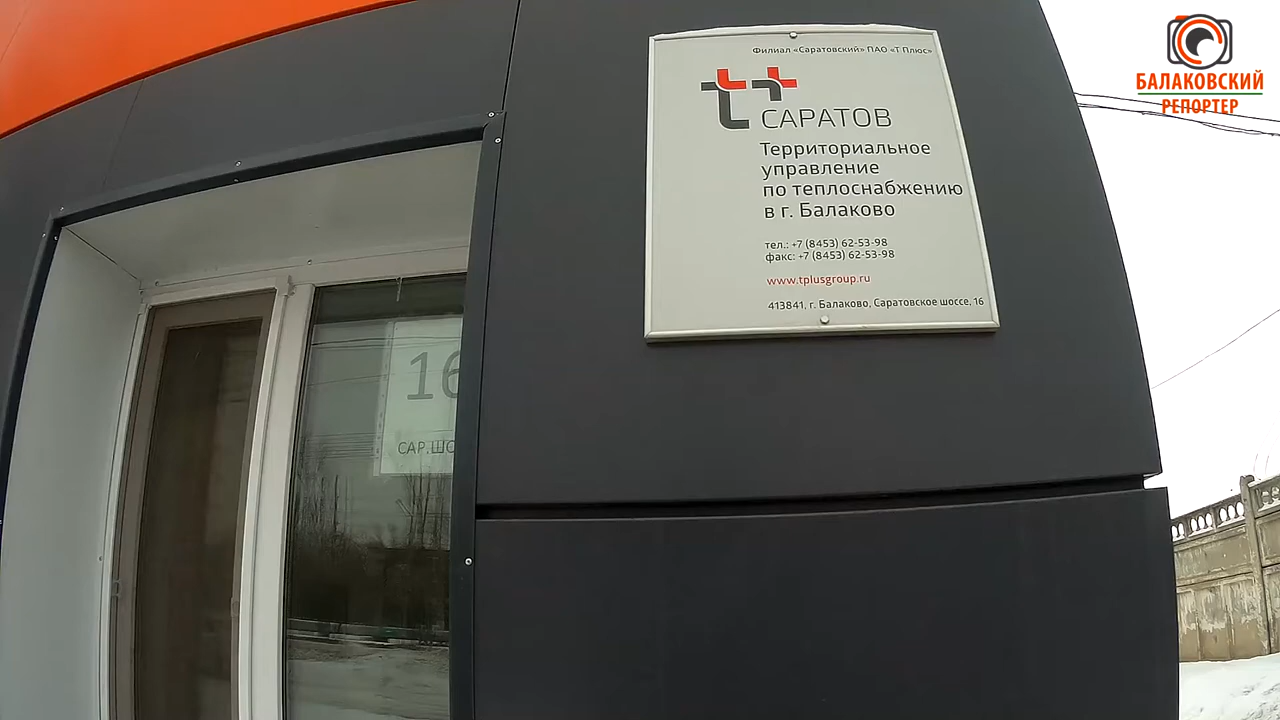 Филиал «Саратовский» ПАО «Т Плюс»
САРАТОВ
Территориальное
управление
по теплоснабжению
в г. Балаково
тел.: +7 (8453) 62-53-98
факс: +7 (8453) 62-53-98
www.tplusgroup.ru
413841, г. Балаково, Саратовское шоссе, 16
16
САР.ШО
БАЛАКОВСКИЙ
РЕПОРТЕР